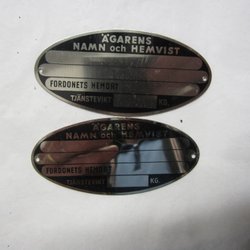 ÄGARENS
NAMN och HEMVIST
FORDONETS HEMORT
TJÄNSTEVIKT KG.
ÄGARENS
NAMN och HEMVIST
FORDONETS HEMORT
TJÄNSTEVIKT KG.